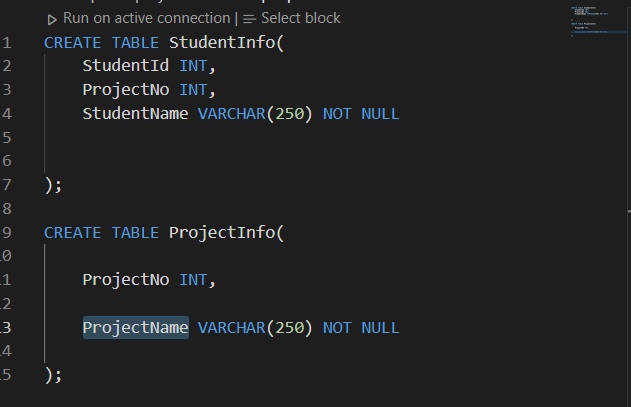 Run on active connection | Select block
1 CREATE TABLE StudentInfo(
2 StudentId INT,
3 ProjectNo INT,
4 StudentName VARCHAR(250) NOT NULL
5
6
7 );
8
9 CREATE TABLE ProjectInfo(
0
1 ProjectNo INT,
2
3 ProjectName VARCHAR(250) NOT NULL
4
5 );